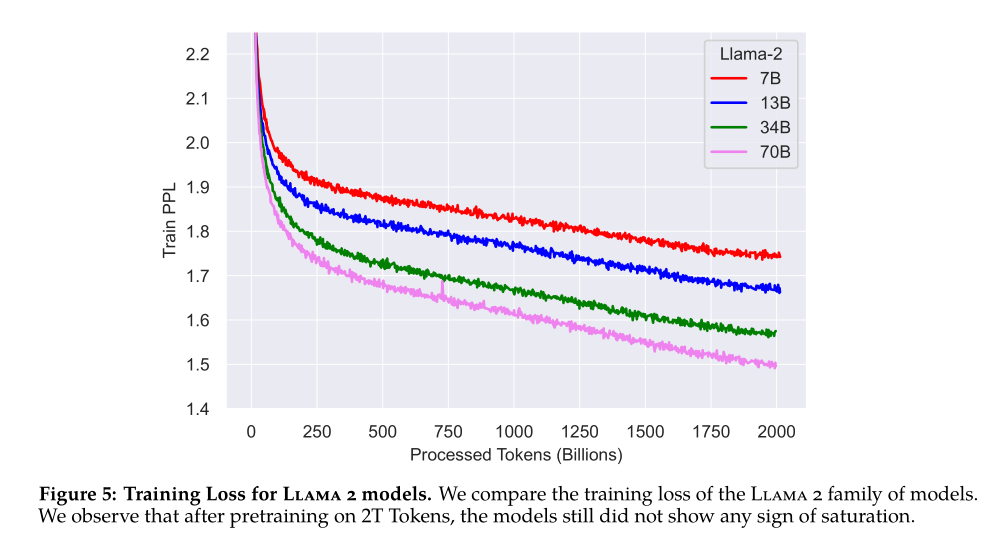 2.2
2.1
2.0
1.9
1.8
1.7
1.6
1.5
1.4
Train PPL
Llama-2
7B
13B
34B
70B
0 250 500 750 1000 1250 1500 1750 2000
Processed Tokens (Billions)
Figure 5: Training Loss for Llama 2 models. We compare the training loss of the Llama 2 family of models.
We observe that after pretraining on 2T Tokens, the models still did not show any sign of saturation.